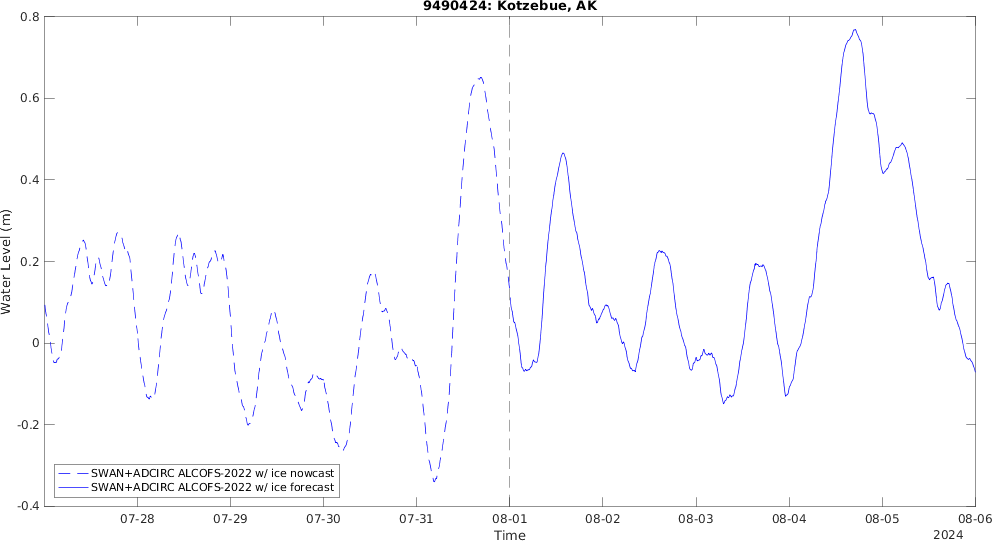 9490424: Kotzebue, AK
0.8
0.6
0.4
0.2
0
-0.2
-0.4
Water Level (m)
SWAN+ADCIRC ALCOFS-2022 w/ ice nowcast
SWAN+ADCIRC ALCOFS-2022 w/ ice forecast
07-28 07-29 07-30 07-31 08-01 08-02 08-03 08-04 08-05 08-06
Time
2024